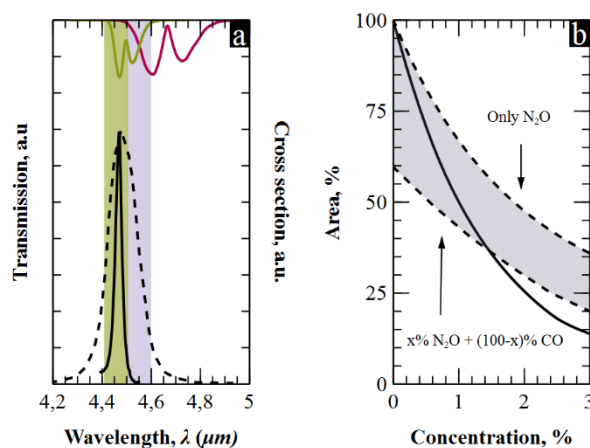 a
Transmission, a.u
Cross section, a.u.
4,2 4,4 4,6 4,8 5
Wavelength, λ (μm)
b
Area, %
100
75
50
25
0
Only N₂O
x% N₂O + (100-x)% CO
0 1 2 3
Concentration, %